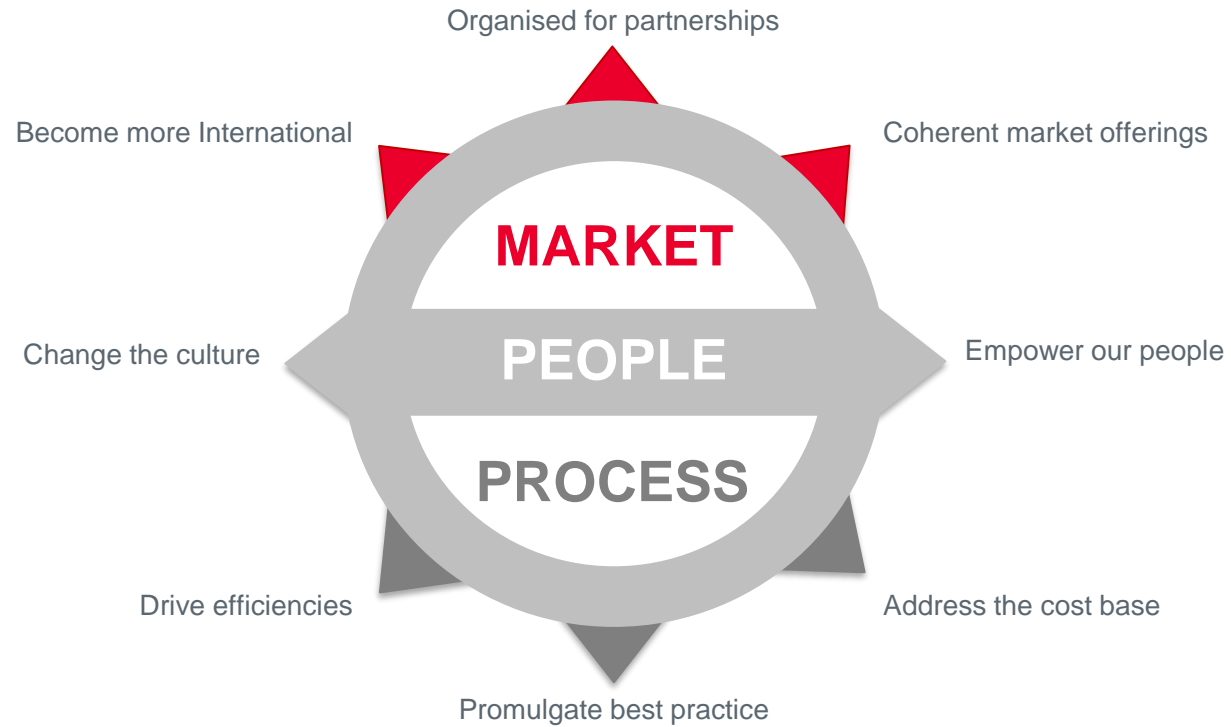 Organised for partnerships
Become more International
Coherent market offerings
MARKET
Change the culture
PEOPLE
Empower our people
PROCESS
Drive efficiencies
Address the cost base
Promulgate best practice